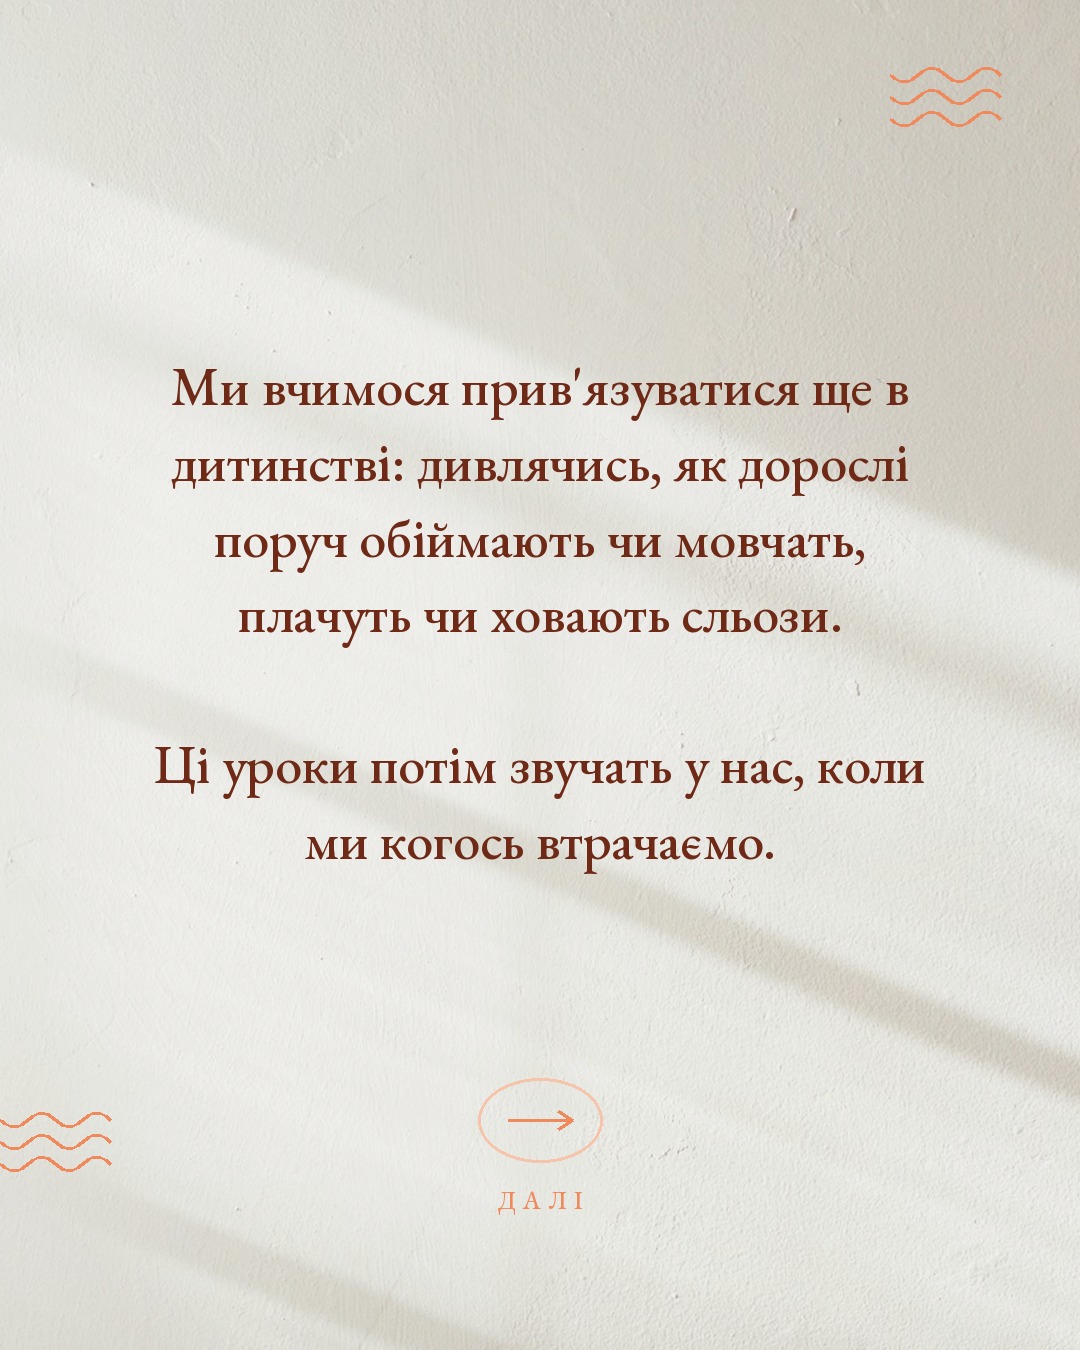 Ми вчимося прив'язуватися ще в
дитинстві: дивлячись, як дорослі
поруч обіймають чи мовчать,
плачуть чи ховають сльози.
Ці уроки потім звучать у нас, коли
ми когось втрачаємо.
ДАЛІ